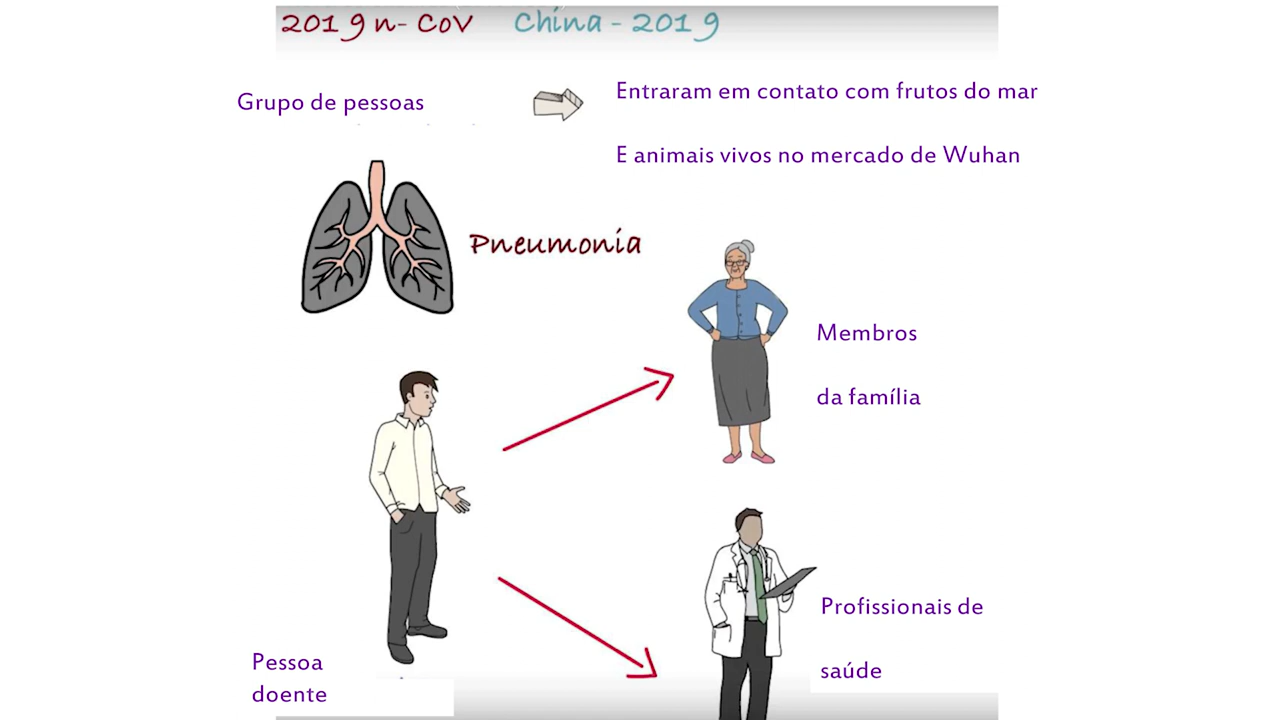 2019 n- CoV China - 2019
Grupo de pessoas
Entraram em contato com frutos do mar
E animais vivos no mercado de Wuhan
Pneumonia
Membros
da família
Profissionais de
saúde
Pessoa
doente